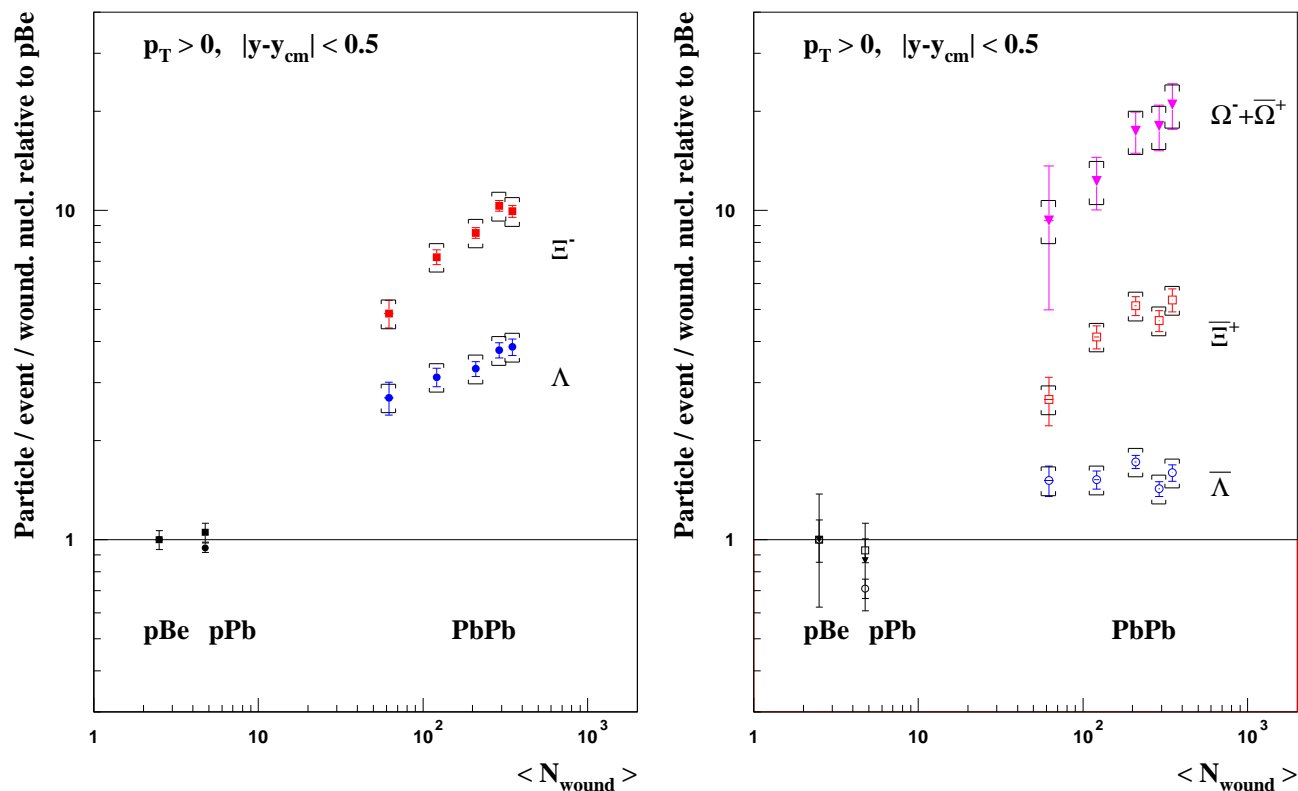 Particle / event / wound. nucl. relative to pBe
p_T > 0, |y-y_cm| < 0.5
10
1
Ξ⁻
Λ
pBe pPb PbPb
1 10 10² 10³
< N_wound >
Particle / event / wound. nucl. relative to pBe
p_T > 0, |y-y_cm| < 0.5
10
1
Ω⁻+Ω̅⁺
Ξ̅⁺
Λ̅
pBe pPb PbPb
1 10 10² 10³
< N_wound >